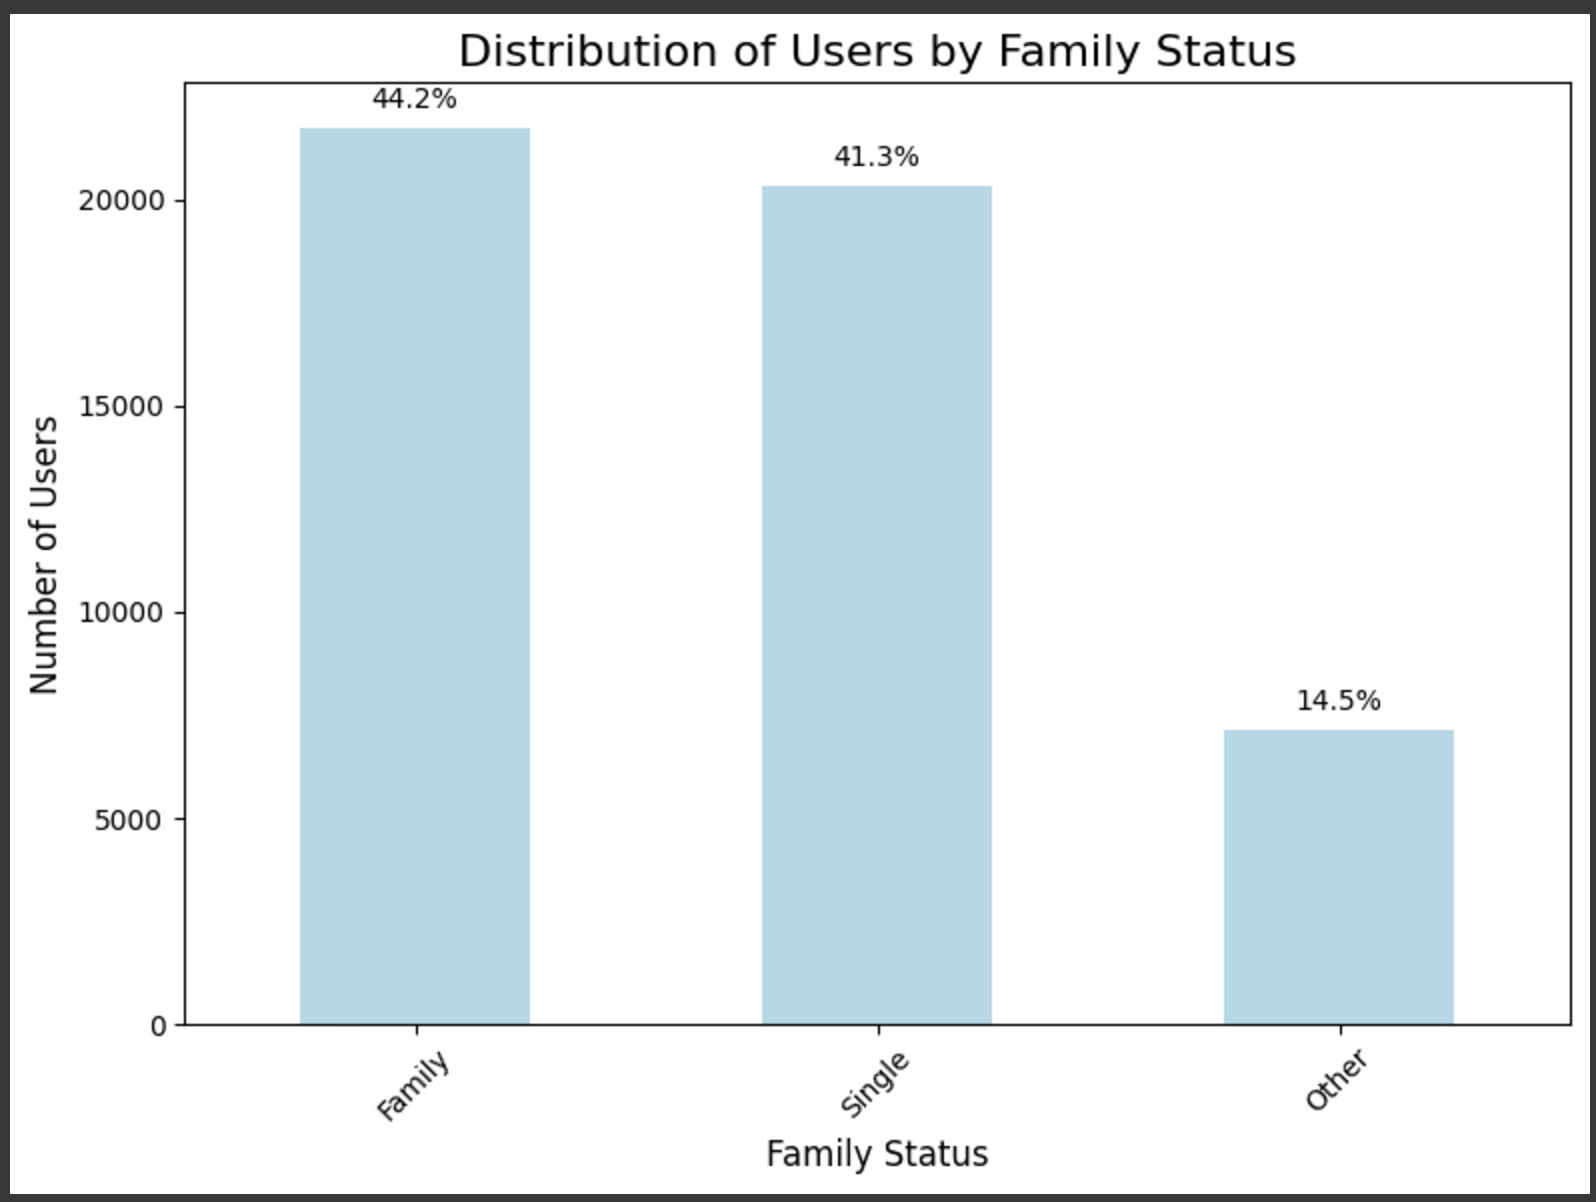 Distribution of Users by Family Status
44.2%
41.3%
14.5%
20000
15000
10000
5000
0
Number of Users
Family
Single
Other
Family Status